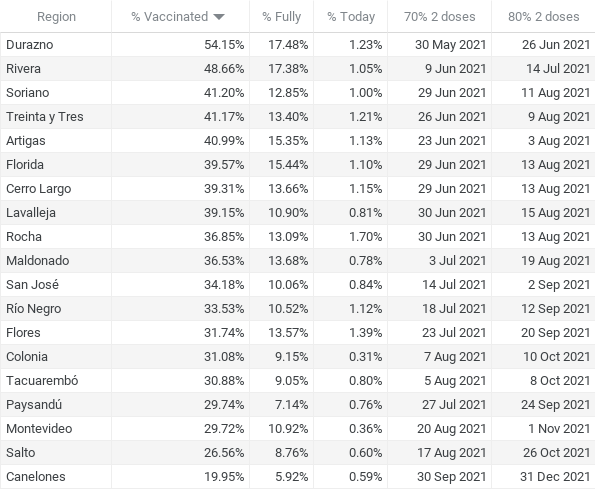 Region % Vaccinated % Fully % Today 70% 2 doses 80% 2 doses
Durazno 54.15% 17.48% 1.23% 30 May 2021 26 Jun 2021
Rivera 48.66% 17.38% 1.05% 9 Jun 2021 14 Jul 2021
Soriano 41.20% 12.85% 1.00% 29 Jun 2021 11 Aug 2021
Treinta y Tres 41.17% 13.40% 1.21% 26 Jun 2021 9 Aug 2021
Artigas 40.99% 15.35% 1.13% 23 Jun 2021 3 Aug 2021
Florida 39.57% 15.44% 1.10% 29 Jun 2021 13 Aug 2021
Cerro Largo 39.31% 13.66% 1.15% 29 Jun 2021 13 Aug 2021
Lavalleja 39.15% 10.90% 0.81% 30 Jun 2021 15 Aug 2021
Rocha 36.85% 13.09% 1.70% 30 Jun 2021 13 Aug 2021
Maldonado 36.53% 13.68% 0.78% 3 Jul 2021 19 Aug 2021
San José 34.18% 10.06% 0.84% 14 Jul 2021 2 Sep 2021
Río Negro 33.53% 10.52% 1.12% 18 Jul 2021 12 Sep 2021
Flores 31.74% 13.57% 1.39% 23 Jul 2021 20 Sep 2021
Colonia 31.08% 9.15% 0.31% 7 Aug 2021 10 Oct 2021
Tacuarembó 30.88% 9.05% 0.80% 5 Aug 2021 8 Oct 2021
Paysandú 29.74% 7.14% 0.76% 27 Jul 2021 24 Sep 2021
Montevideo 29.72% 10.92% 0.36% 20 Aug 2021 1 Nov 2021
Salto 26.56% 8.76% 0.60% 17 Aug 2021 26 Oct 2021
Canelones 19.95% 5.92% 0.59% 30 Sep 2021 31 Dec 2021